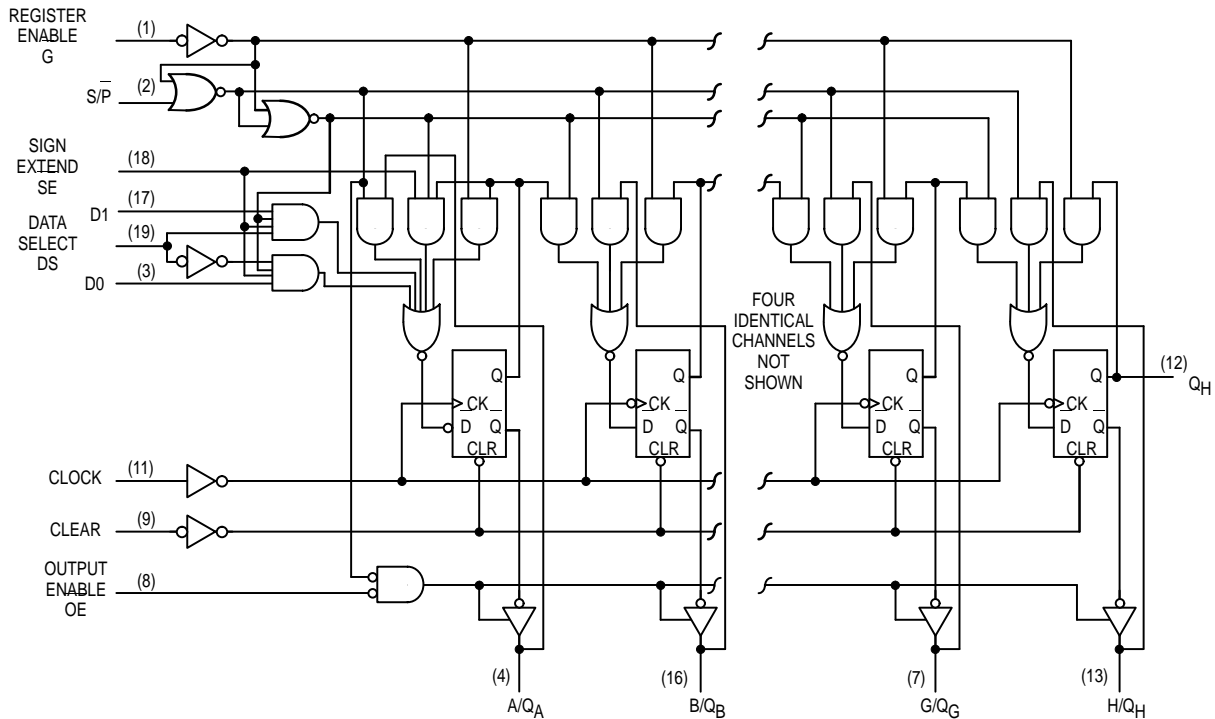 REGISTER
ENABLE
G
(1)
S/P
(2)
SIGN
EXTEND
SE
(18)
D1
(17)
DATA
SELECT
DS
(19)
D0
(3)
FOUR
IDENTICAL
CHANNELS
NOT
SHOWN
Q
CK
D
Q
CLR
Q
CK
D
Q
CLR
Q
CK
D
Q
CLR
Q
CK
D
Q
CLR
(12)
QH
CLOCK
(11)
CLEAR
(9)
OUTPUT
ENABLE
OE
(8)
(4)
A/QA
(16)
B/QB
(7)
G/QG
(13)
H/QH